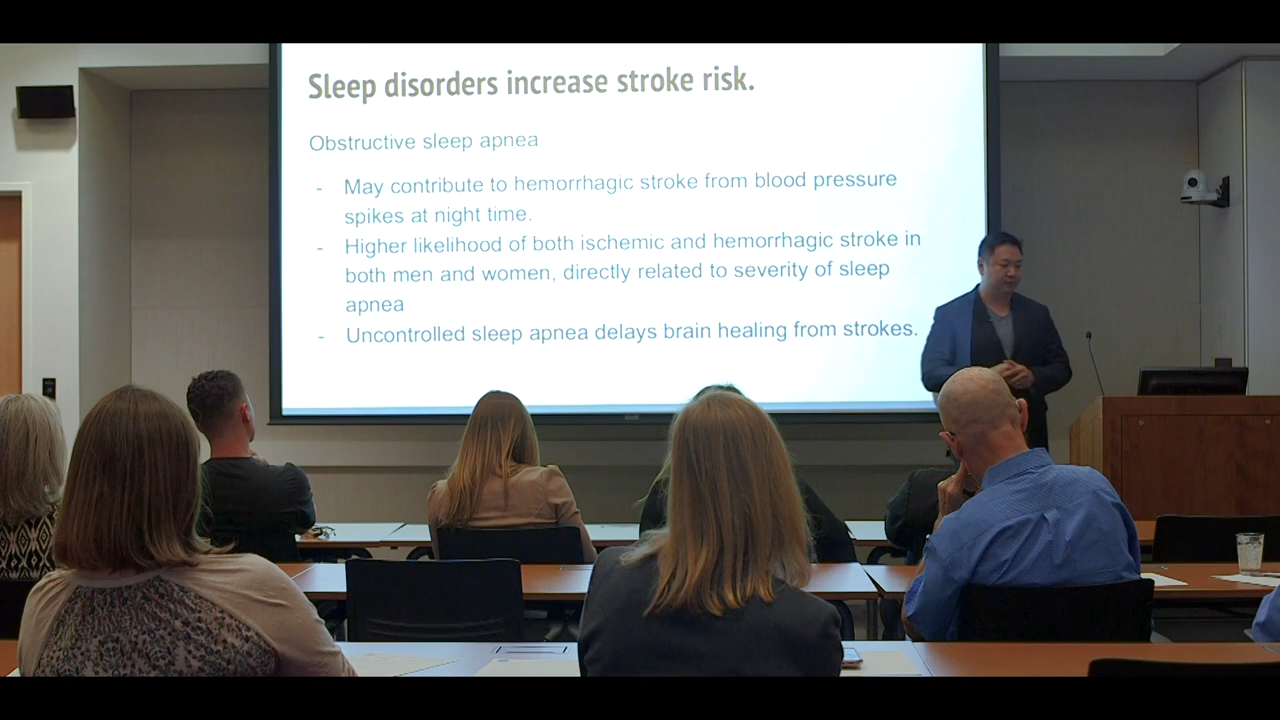 Sleep disorders increase stroke risk.
Obstructive sleep apnea
- May contribute to hemorrhagic stroke from blood pressure
spikes at night time.
- Higher likelihood of both ischemic and hemorrhagic stroke in
both men and women, directly related to severity of sleep
apnea
- Uncontrolled sleep apnea delays brain healing from strokes.